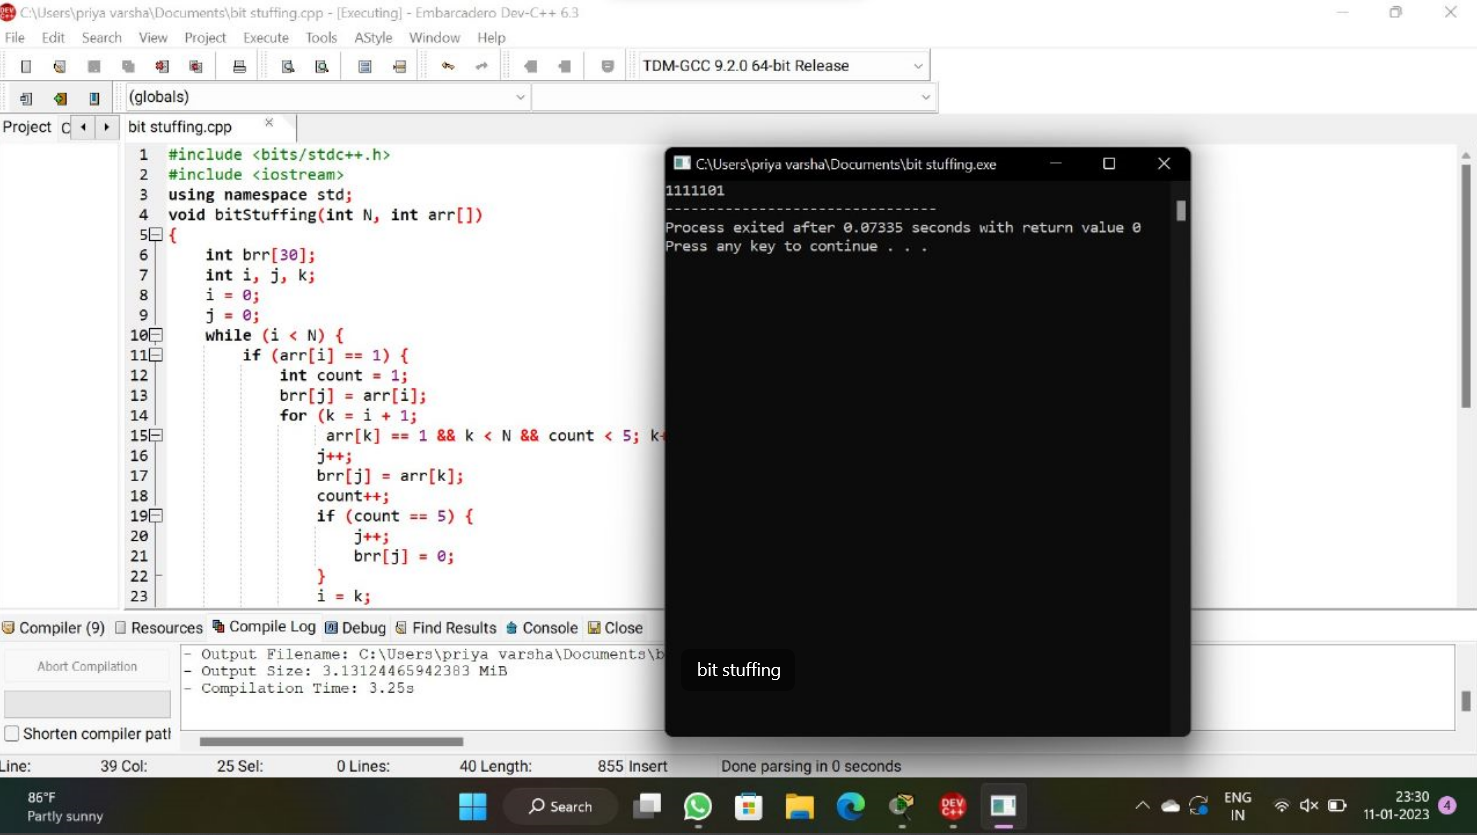 C:\Users\priya varsha\Documents\bit stuffing.cpp - [Executing] - Embarcadero Dev-C++ 6.3
File Edit Search View Project Execute Tools AStyle Window Help
TDM-GCC 9.2.0 64-bit Release
(globals)
Project C bit stuffing.cpp
1 #include <bits/stdc++.h>
2 #include <iostream>
3 using namespace std;
4 void bitStuffing(int N, int arr[])
5 {
6 int brr[30];
7 int i, j, k;
8 i = 0;
9 j = 0;
10 while (i < N) {
11 if (arr[i] == 1) {
12 int count = 1;
13 brr[j] = arr[i];
14 for (k = i + 1;
15 arr[k] == 1 && k < N && count < 5; k+
16 j++;
17 brr[j] = arr[k];
18 count++;
19 if (count == 5) {
20 j++;
21 brr[j] = 0;
22 }
23 i = k;
C:\Users\priya varsha\Documents\bit stuffing.exe
1111101
--------------------------------
Process exited after 0.07335 seconds with return value 0
Press any key to continue . . .
bit stuffing
Compiler (9) Resources Compile Log Debug Find Results Console Close
Abort Compilation
Shorten compiler path
- Output Filename: C:\Users\priya varsha\Documents\b
- Output Size: 3.13124465942383 MiB
- Compilation Time: 3.25s
Line: 39 Col: 25 Sel: 0 Lines: 40 Length: 855 Insert Done parsing in 0 seconds
86°F
Partly sunny
Search
DEV C++
ENG
IN
23:30
11-01-2023
4